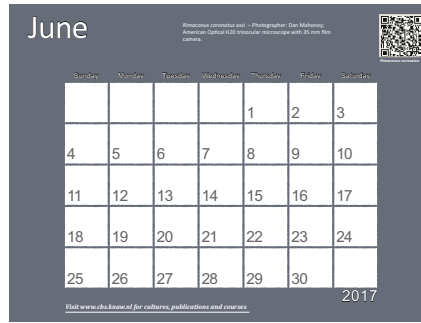 June
Rimaconus coronatus asci – Photographer: Dan Mahoney;
American Optical H20 trinocular microscope with 35 mm film
camera.
Rimaconus coronatus
Sunday Monday Tuesday Wednesday Thursday Friday Saturday
1 2 3
4 5 6 7 8 9 10
11 12 13 14 15 16 17
18 19 20 21 22 23 24
25 26 27 28 29 30
2017
Visit www.cbs.knaw.nl for cultures, publications and courses